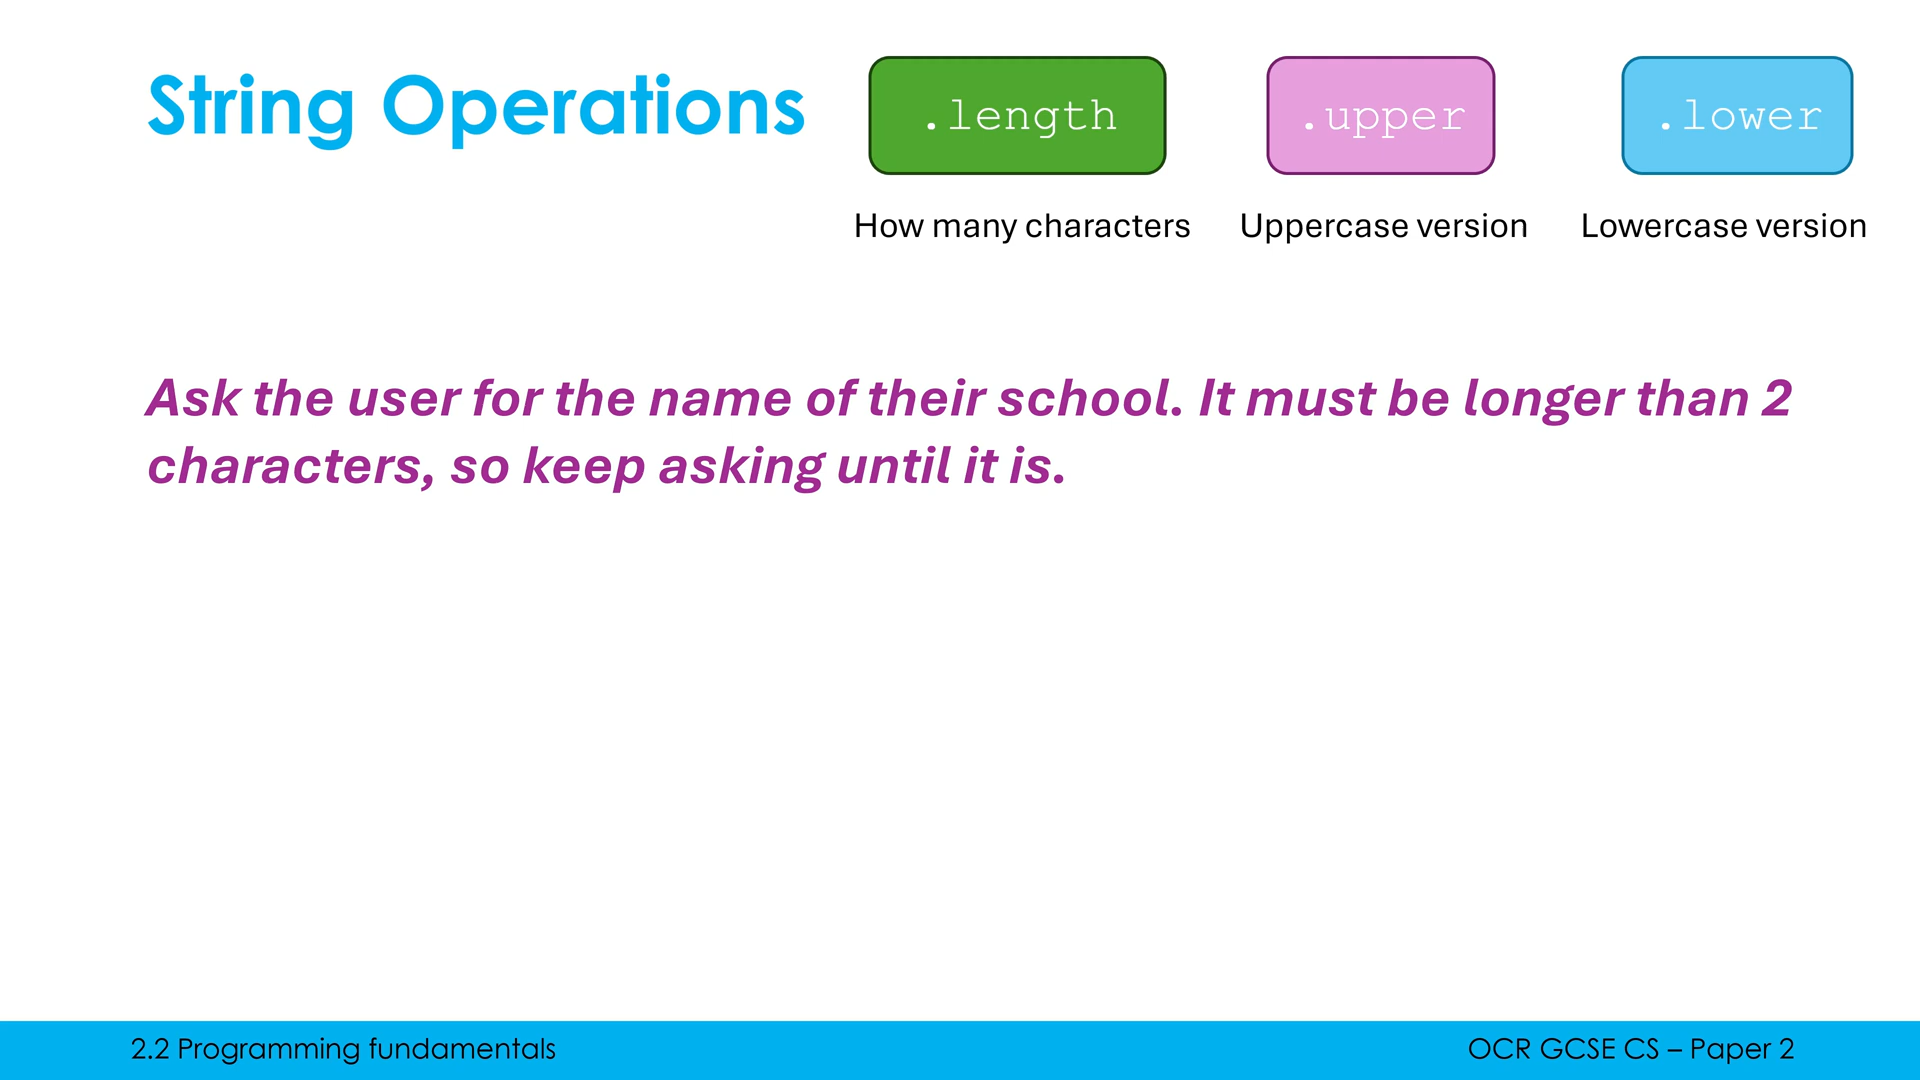 String Operations
.length
.upper
.lower
How many characters
Uppercase version
Lowercase version
Ask the user for the name of their school. It must be longer than 2
characters, so keep asking until it is.
2.2 Programming fundamentals
OCR GCSE CS – Paper 2